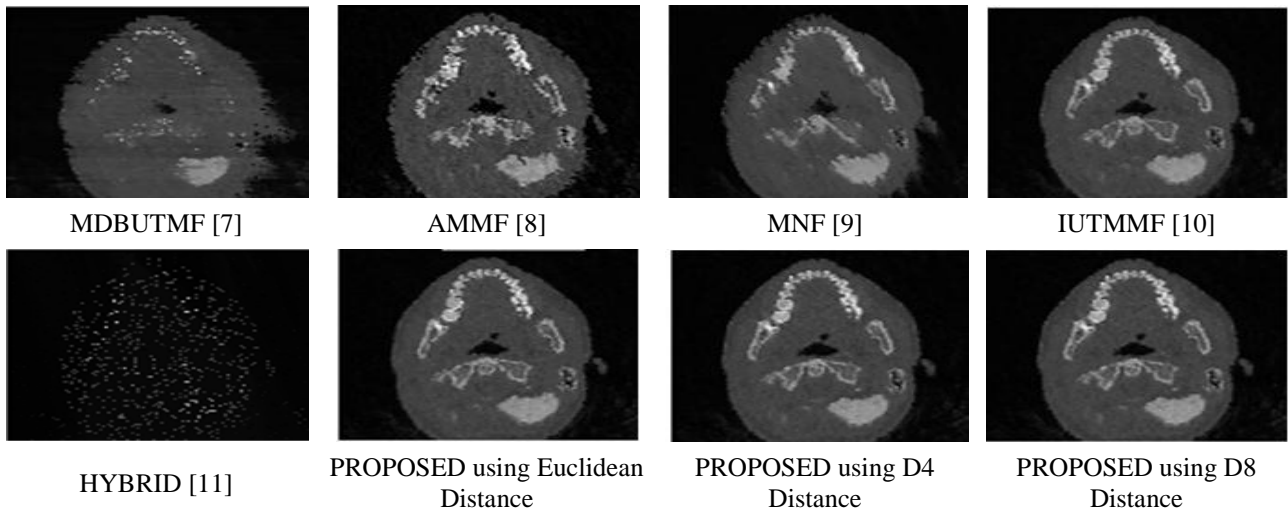 MDBUTMF [7]
AMMF [8]
MNF [9]
IUTMMF [10]
HYBRID [11]
PROPOSED using Euclidean
Distance
PROPOSED using D4
Distance
PROPOSED using D8
Distance